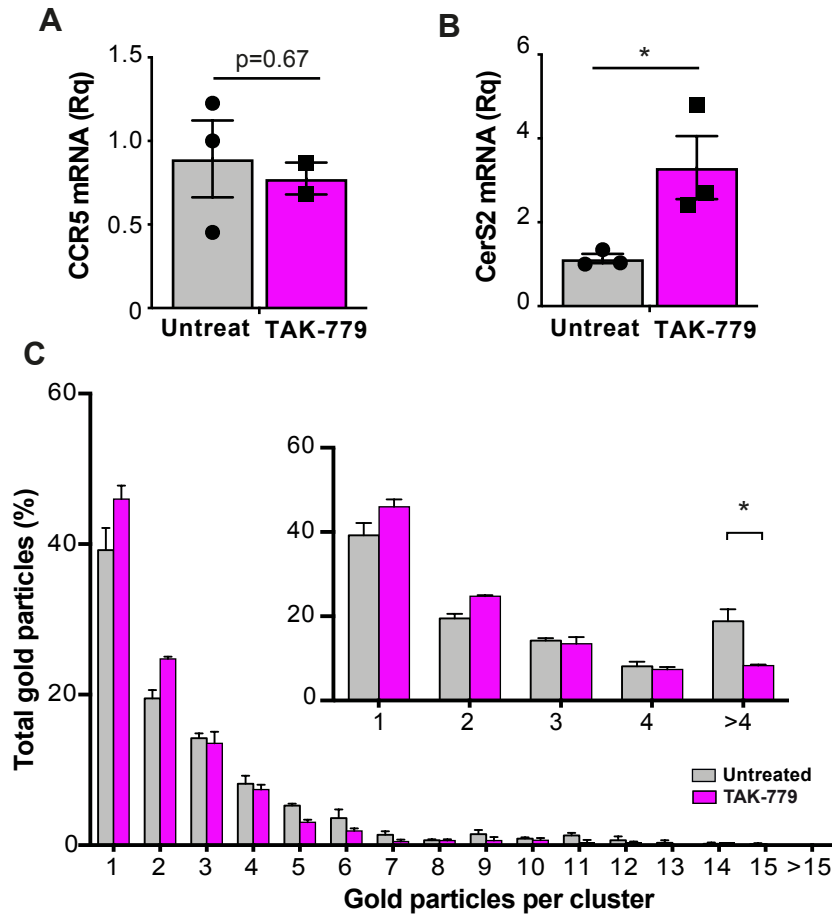 A
CCR5 mRNA (Rq)
1.5
1.0
0.5
0
p=0.67
Untreat TAK-779
B
CerS2 mRNA (Rq)
6
4
2
0
*
Untreat TAK-779
C
Total gold particles (%)
60
40
20
0
60
40
20
0
*
1 2 3 4 >4
Untreated
TAK-779
1 2 3 4 5 6 7 8 9 10 11 12 13 14 15 >15
Gold particles per cluster